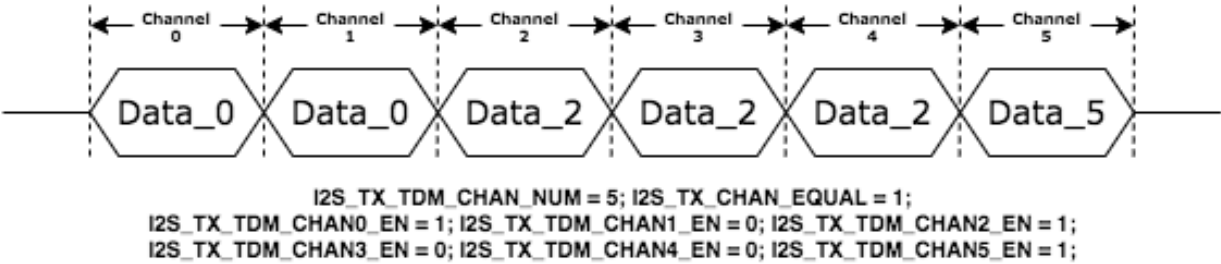 Channel 0 Channel 1 Channel 2 Channel 3 Channel 4 Channel 5
Data_0 Data_0 Data_2 Data_2 Data_2 Data_5
I2S_TX_TDM_CHAN_NUM = 5; I2S_TX_CHAN_EQUAL = 1;
I2S_TX_TDM_CHAN0_EN = 1; I2S_TX_TDM_CHAN1_EN = 0; I2S_TX_TDM_CHAN2_EN = 1;
I2S_TX_TDM_CHAN3_EN = 0; I2S_TX_TDM_CHAN4_EN = 0; I2S_TX_TDM_CHAN5_EN = 1;